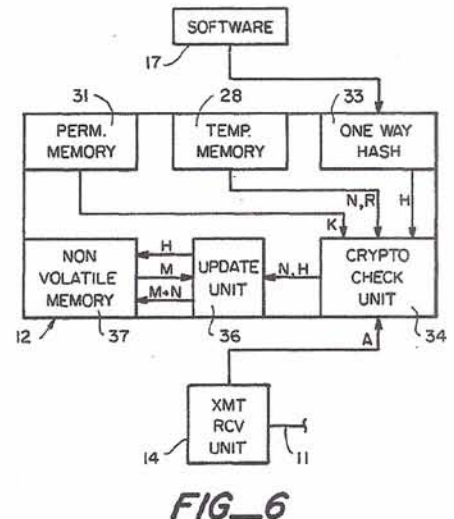 SOFTWARE
17
31
28
33
PERM.
MEMORY
TEMP.
MEMORY
ONE WAY
HASH
N,R
H
K
NON
VOLATILE
MEMORY
H
M
M+N
UPDATE
UNIT
N,H
CRYPTO
CHECK
UNIT
12
37
36
34
A
XMT
RCV
UNIT
14
11
FIG_6